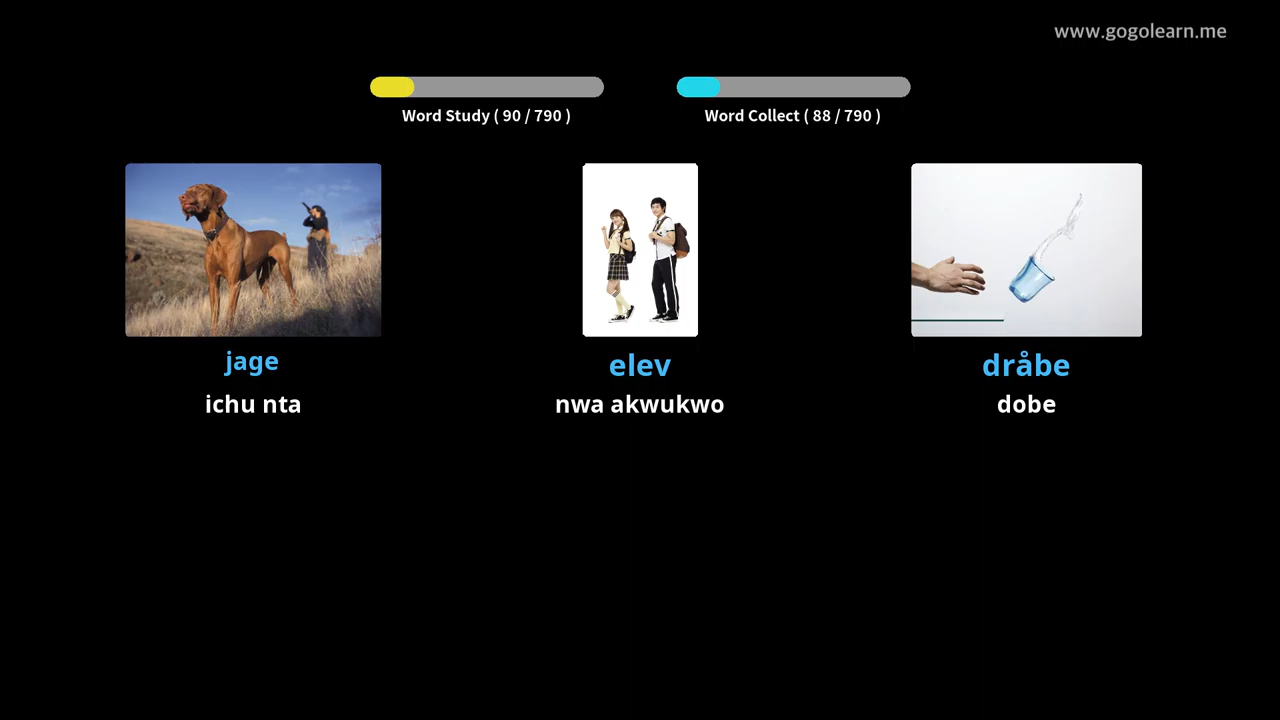 www.gogolearn.me
Word Study ( 90 / 790 )
Word Collect ( 88 / 790 )
jage
ichu nta
elev
nwa akwukwo
dråbe
dobe